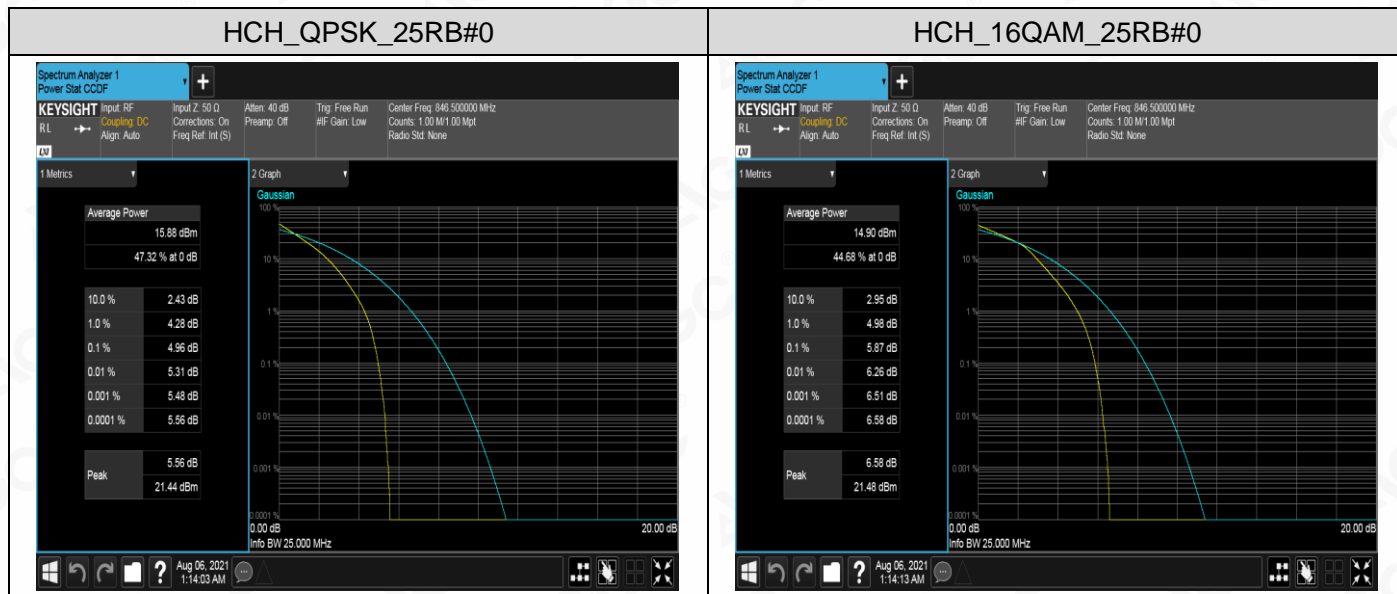 HCH_QPSK_25RB#0
Spectrum Analyzer 1
Power Stat CCDF
+
KEYSIGHT Input: RF Input Z: 50 Ω Atten: 40 dB Trig: Free Run Center Freq: 846.500000 MHz
Coupling: DC Corrections: On Preamp: Off #IF Gain: Low Counts: 1.00 M/1.00 Mpt
RL Align: Auto Freq Ref: Int (S) Radio Std: None
LXI
1 Metrics
2 Graph
Average Power
15.88 dBm
47.32 % at 0 dB
10.0 % 2.43 dB
1.0 % 4.28 dB
0.1 % 4.96 dB
0.01 % 5.31 dB
0.001 % 5.48 dB
0.0001 % 5.56 dB
Peak 5.56 dB
21.44 dBm
Gaussian
100 %
10 %
1 %
0.1 %
0.01 %
0.001 %
0.0001 %
0.00 dB 20.00 dB
Info BW 25.000 MHz
? Aug 06, 2021
1:14:03 AM
HCH_16QAM_25RB#0
Spectrum Analyzer 1
Power Stat CCDF
+
KEYSIGHT Input: RF Input Z: 50 Ω Atten: 40 dB Trig: Free Run Center Freq: 846.500000 MHz
Coupling: DC Corrections: On Preamp: Off #IF Gain: Low Counts: 1.00 M/1.00 Mpt
RL Align: Auto Freq Ref: Int (S) Radio Std: None
LXI
1 Metrics
2 Graph
Average Power
14.90 dBm
44.68 % at 0 dB
10.0 % 2.95 dB
1.0 % 4.98 dB
0.1 % 5.87 dB
0.01 % 6.26 dB
0.001 % 6.51 dB
0.0001 % 6.58 dB
Peak 6.58 dB
21.48 dBm
Gaussian
100 %
10 %
1 %
0.1 %
0.01 %
0.001 %
0.0001 %
0.00 dB 20.00 dB
Info BW 25.000 MHz
? Aug 06, 2021
1:14:13 AM